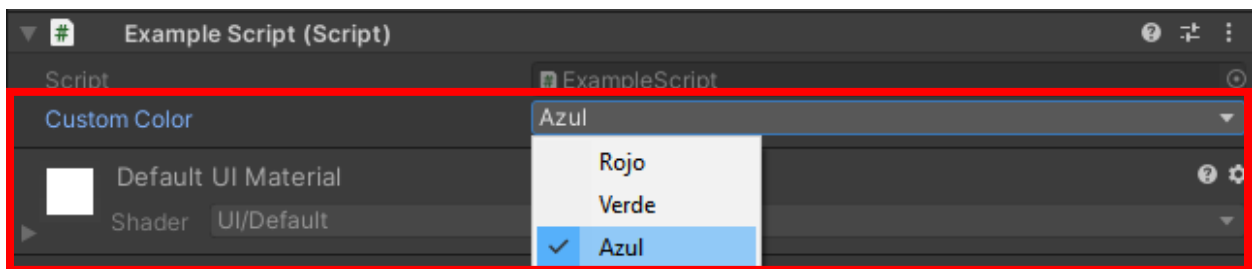 Example Script (Script)
Script ExampleScript
Custom Color Azul
Rojo
Default UI Material
Verde
Shader UI/Default
Azul